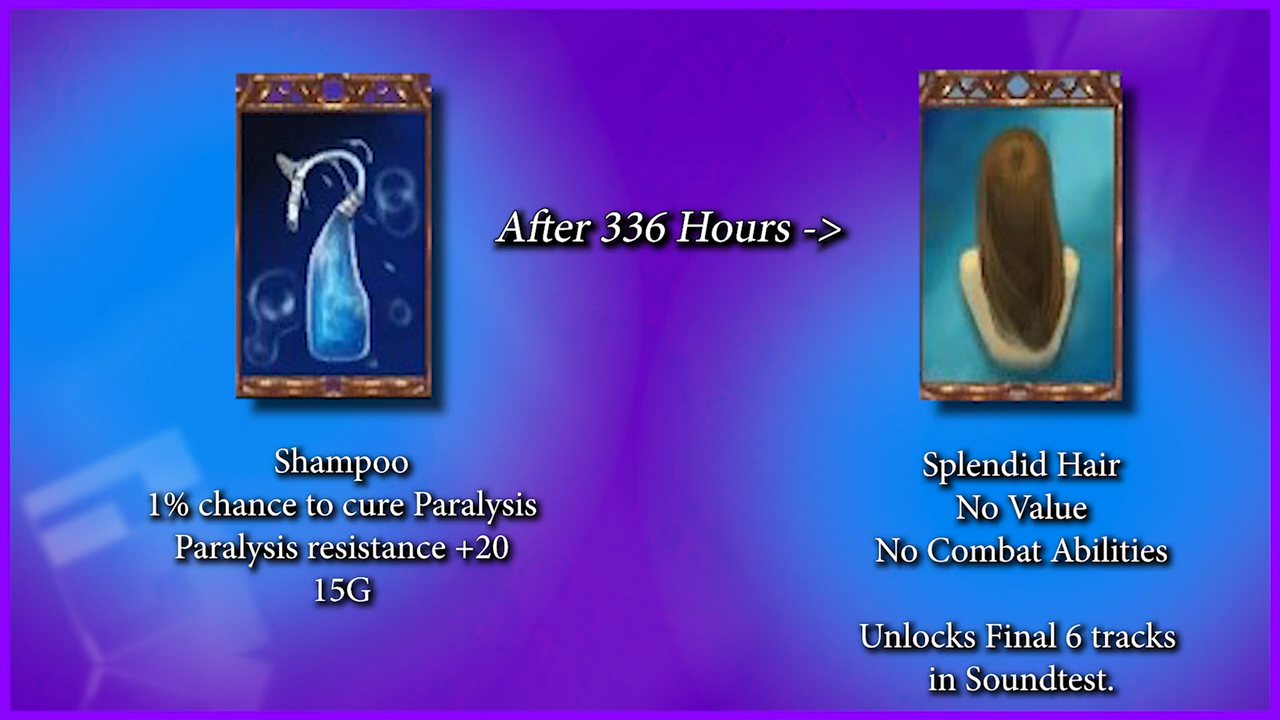 After 336 Hours ->
Shampoo
1% chance to cure Paralysis
Paralysis resistance +20
15G
Splendid Hair
No Value
No Combat Abilities
Unlocks Final 6 tracks
in Soundtest.